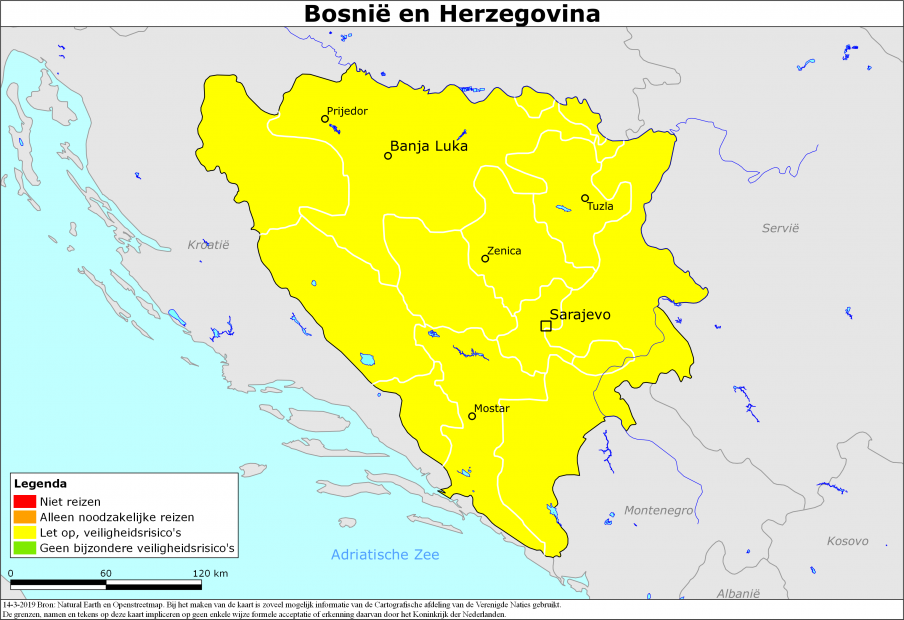 Bosnië en Herzegovina
Prijedor
Banja Luka
Tuzla
Servië
Kroatië
Zenica
Sarajevo
Mostar
Legenda
Niet reizen
Alleen noodzakelijke reizen
Let op, veiligheidsrisico's
Geen bijzondere veiligheidsrisico's
Montenegro
Kosovo
Adriatische Zee
0 60 120 km
Albanië
14-3-2019 Bron: Natural Earth en Openstreetmap. Bij het maken van de kaart is zoveel mogelijk informatie van de Cartografische afdeling van de Verenigde Naties gebruikt.
De grenzen, namen en tekens op deze kaart impliceren op geen enkele wijze formele acceptatie of erkenning daarvan door het Koninkrijk der Nederlanden.